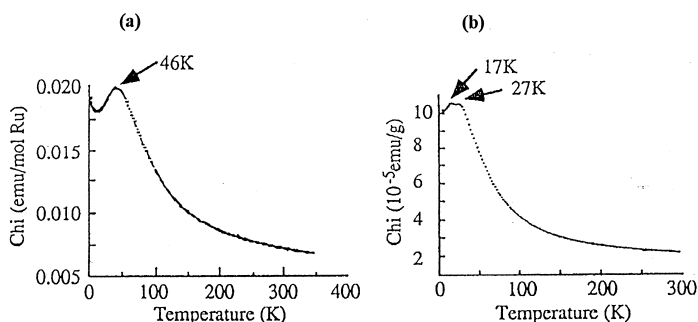 (a)
46K
0.020
0.015
0.010
0.005
Chi (emu/mol Ru)
0 100 200 300 400
Temperature (K)
(b)
17K
27K
10
8
6
4
2
Chi (10⁻⁵emu/g)
0 100 200 300
Temperature (K)